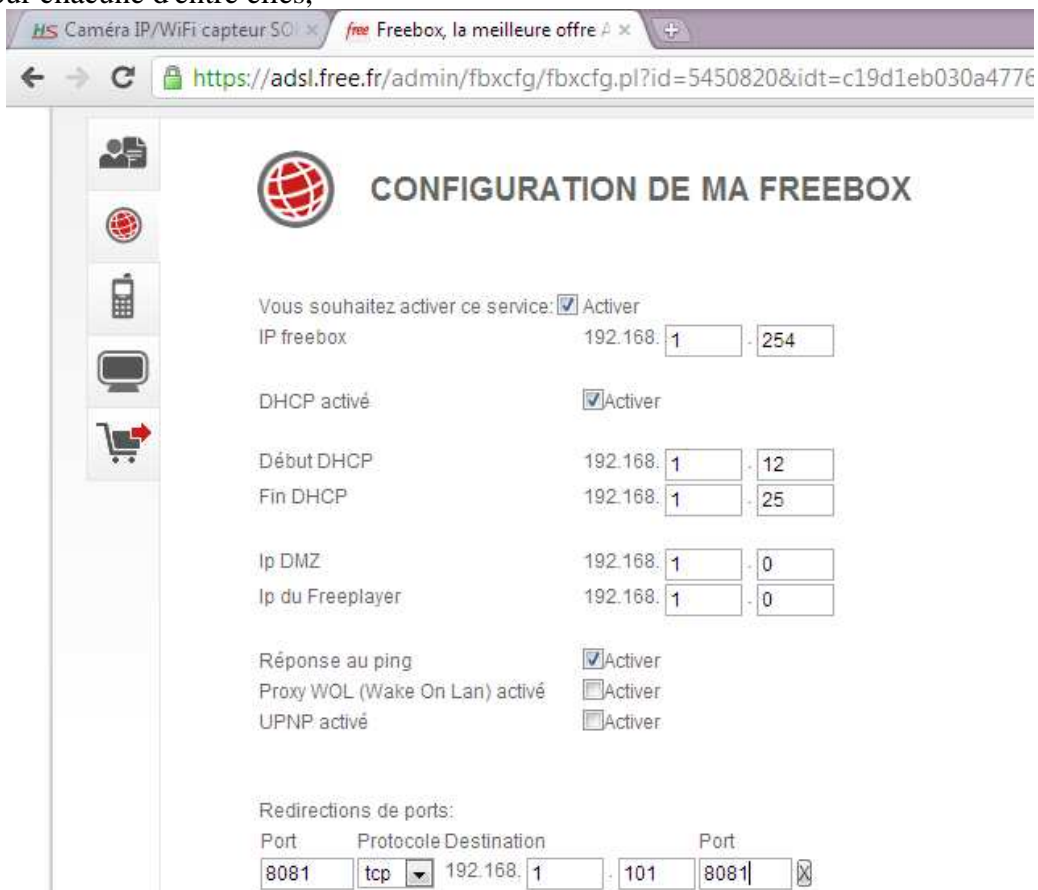 chacune d'entre elles,
HS Caméra IP/WiFi capteur SO
free Freebox, la meilleure offre A
https://adsl.free.fr/admin/fbxcfg/fbxcfg.pl?id=5450820&idt=c19d1eb030a4776
CONFIGURATION DE MA FREEBOX
Vous souhaitez activer ce service: Activer
IP freebox 192.168. 1 . 254
DHCP activé Activer
Début DHCP 192.168. 1 . 12
Fin DHCP 192.168. 1 . 25
Ip DMZ 192.168. 1 . 0
Ip du Freeplayer 192.168. 1 . 0
Réponse au ping Activer
Proxy WOL (Wake On Lan) activé Activer
UPNP activé Activer
Redirections de ports:
Port Protocole Destination Port
8081 tcp 192.168. 1 . 101 8081 X